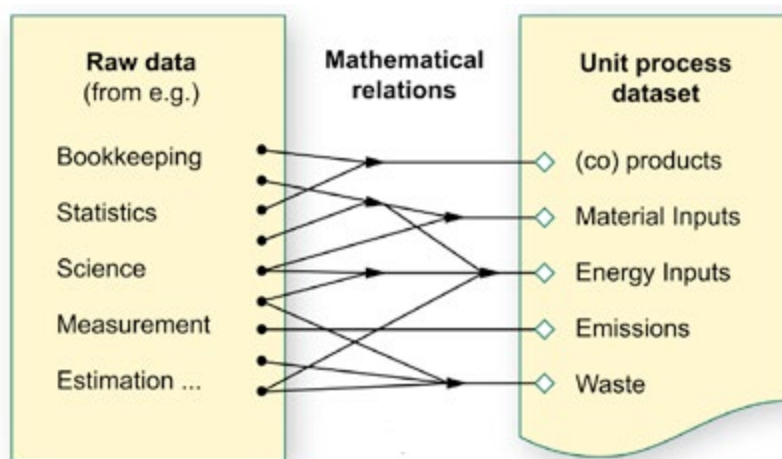 Raw data
(from e.g.)
Bookkeeping
Statistics
Science
Measurement
Estimation ...
Mathematical
relations
Unit process
dataset
(co) products
Material Inputs
Energy Inputs
Emissions
Waste